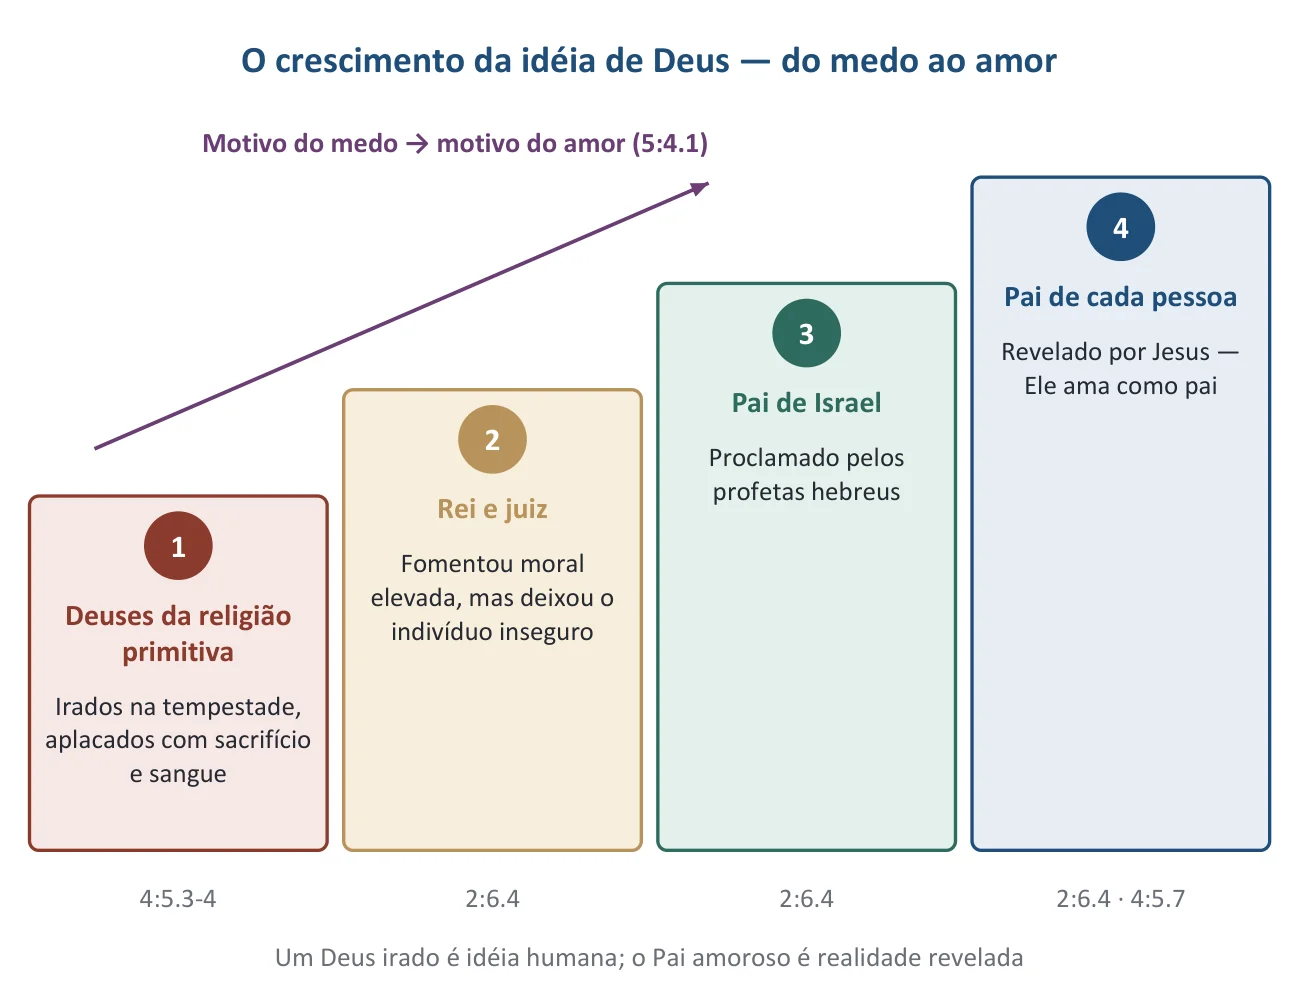 O crescimento da idéia de Deus — do medo ao amor
Motivo do medo → motivo do amor (5:4.1)
1
Deuses da religião
primitiva
Irados na tempestade,
aplacados com sacrifício
e sangue
4:5.3-4
2
Rei e juiz
Fomentou moral
elevada, mas deixou o
indivíduo inseguro
2:6.4
3
Pai de Israel
Proclamado pelos
profetas hebreus
2:6.4
4
Pai de cada pessoa
Revelado por Jesus —
Ele ama como pai
2:6.4 · 4:5.7
Um Deus irado é idéia humana; o Pai amoroso é realidade revelada